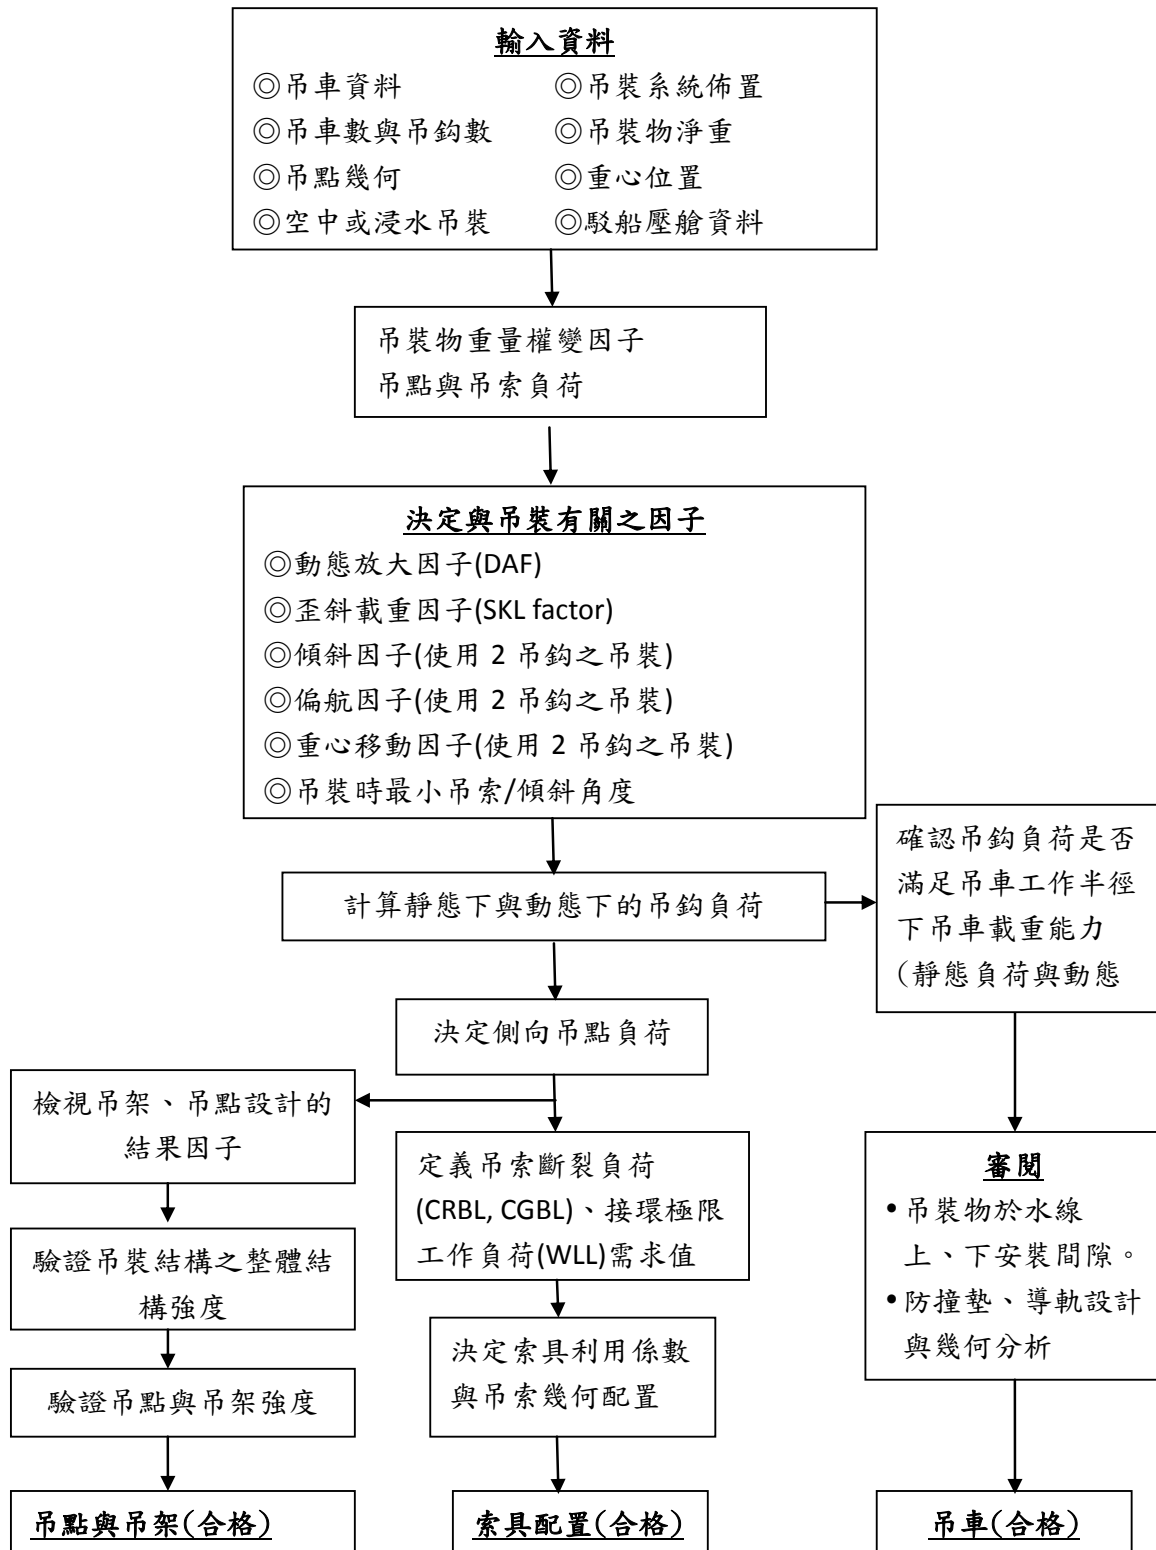 輸入資料
◎吊車資料 ◎吊裝系統佈置
◎吊車數與吊鈎數 ◎吊裝物淨重
◎吊點幾何 ◎重心位置
◎空中或浸水吊裝 ◎駁船壓艙資料
吊裝物重量權變因子
吊點與吊索負荷
決定與吊裝有關之因子
◎動態放大因子(DAF)
◎歪斜載重因子(SKL factor)
◎傾斜因子(使用 2 吊鈎之吊裝)
◎偏航因子(使用 2 吊鈎之吊裝)
◎重心移動因子(使用 2 吊鈎之吊裝)
◎吊裝時最小吊索/傾斜角度
計算靜態下與動態下的吊鈎負荷
確認吊鈎負荷是否
滿足吊車工作半徑
下吊車載重能力
(靜態負荷與動態
決定側向吊點負荷
檢視吊架、吊點設計的
結果因子
定義吊索斷裂負荷
(CRBL, CGBL)、接環極限
工作負荷(WLL)需求值
審閱
•吊裝物於水線
上、下安裝間隙。
•防撞墊、導軌設計
與幾何分析
驗證吊裝結構之整體結
構強度
決定索具利用係數
與吊索幾何配置
驗證吊點與吊架強度
吊點與吊架(合格)
索具配置(合格)
吊車(合格)